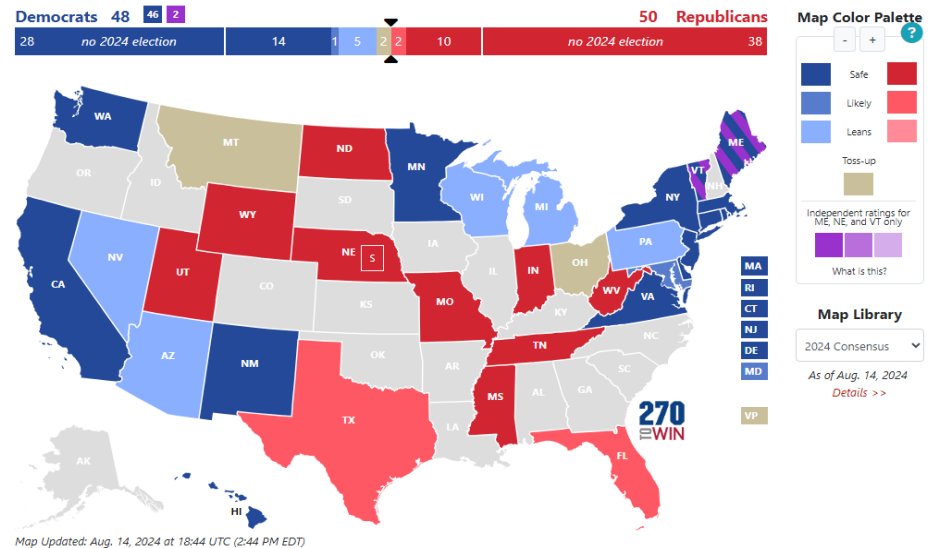 Democrats 48 46 2
50 Republicans
28 no 2024 election 14 1 5 2 2 10 no 2024 election 38
Map Color Palette
- + ?
Safe
Likely
Leans
Toss-up
Independent ratings for
ME, NE, and VT only
What is this?
Map Library
2024 Consensus
As of Aug. 14, 2024
Details >>
WA
MT
ND
MN
ME
VT
NH
OR
ID
SD
WI
NY
WY
MI
IA
NE
S
PA
NV
UT
IL
IN
OH
MA
CA
CO
WV
VA
RI
KS
MO
KY
CT
NC
NJ
TN
AZ
NM
OK
AR
DE
SC
MD
MS
AL
GA
TX
LA
270
TO WIN
VP
FL
AK
HI
Map Updated: Aug. 14, 2024 at 18:44 UTC (2:44 PM EDT)